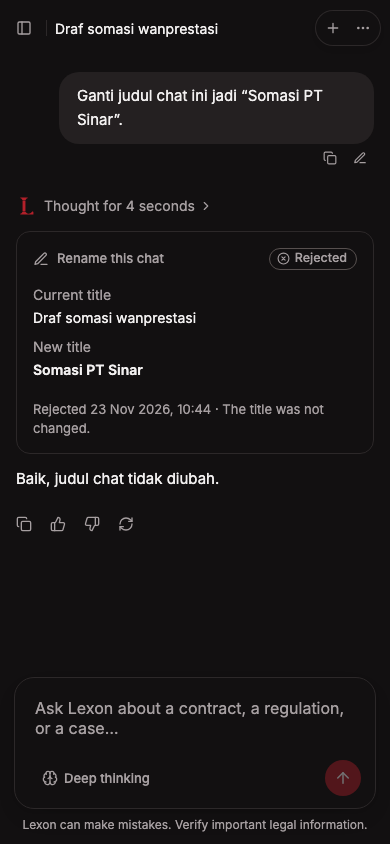 Draf somasi wanprestasi
Ganti judul chat ini jadi “Somasi PT
Sinar”.
L
Thought for 4 seconds
Rename this chat
Rejected
Current title
Draf somasi wanprestasi
New title
Somasi PT Sinar
Rejected 23 Nov 2026, 10:44 · The title was not
changed.
Baik, judul chat tidak diubah.
Ask Lexon about a contract, a regulation,
or a case...
Deep thinking
Lexon can make mistakes. Verify important legal information.